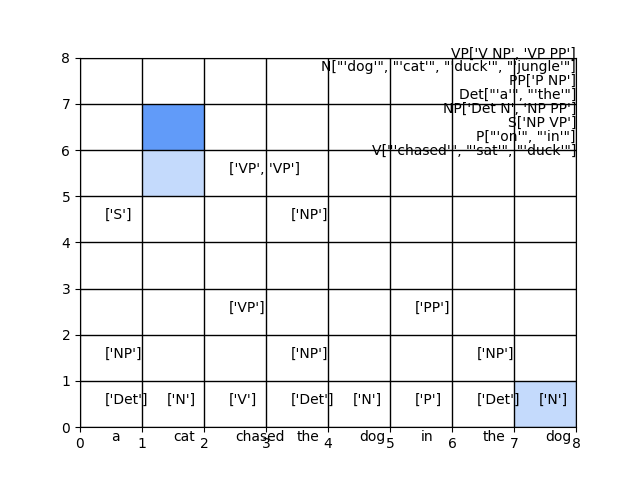 VP['V NP', 'VP PP']
8
N["'dog'", "'cat'", "'duck'", "'jungle'"]
PP['P NP']
Det["'a'", "'the'"]
7
NP['Det N', 'NP PP']
S['NP VP']
P["'on'", "'in'"]
6
V["'chased'", "'sat'", "'duck'"]
['VP', 'VP']
5
['S'] ['NP']
4
3
['VP'] ['PP']
2
['NP'] ['NP'] ['NP']
1
['Det'] ['N'] ['V'] ['Det'] ['N'] ['P'] ['Det'] ['N']
0
a cat chased the dog in the dog
0 1 2 3 4 5 6 7 8